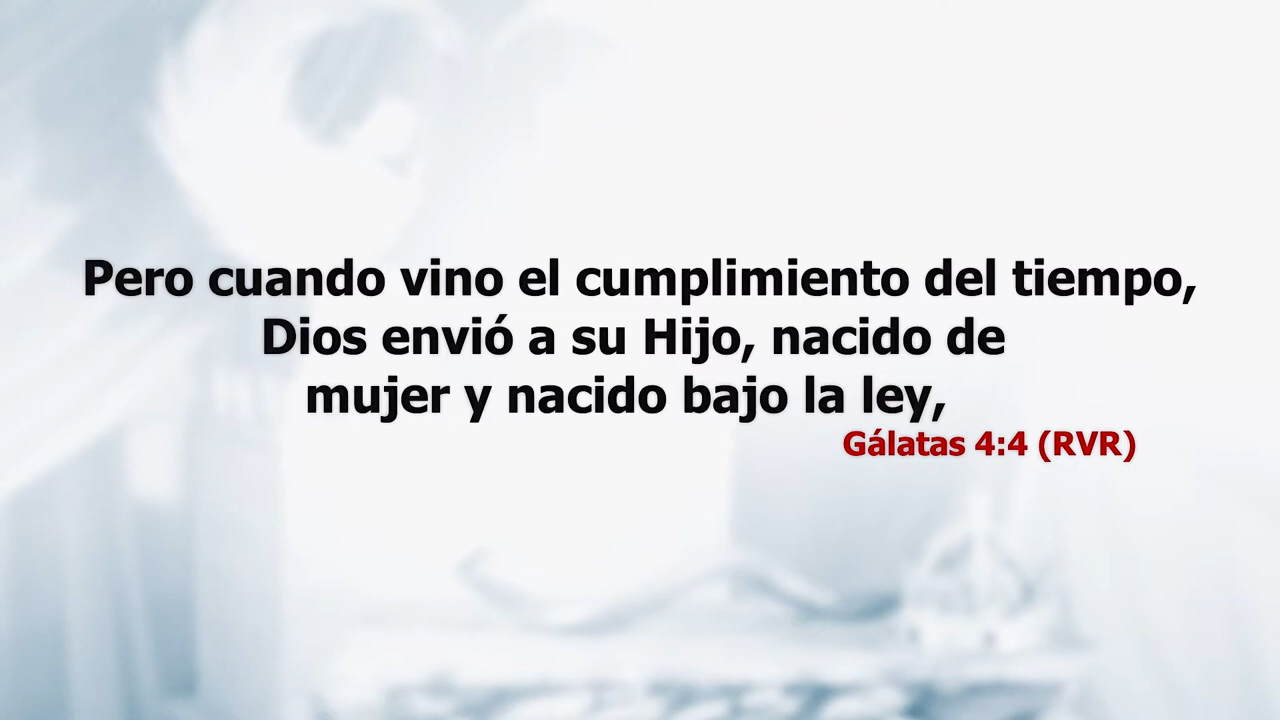 Pero cuando vino el cumplimiento del tiempo,
Dios envió a su Hijo, nacido de
mujer y nacido bajo la ley,
Gálatas 4:4 (RVR)